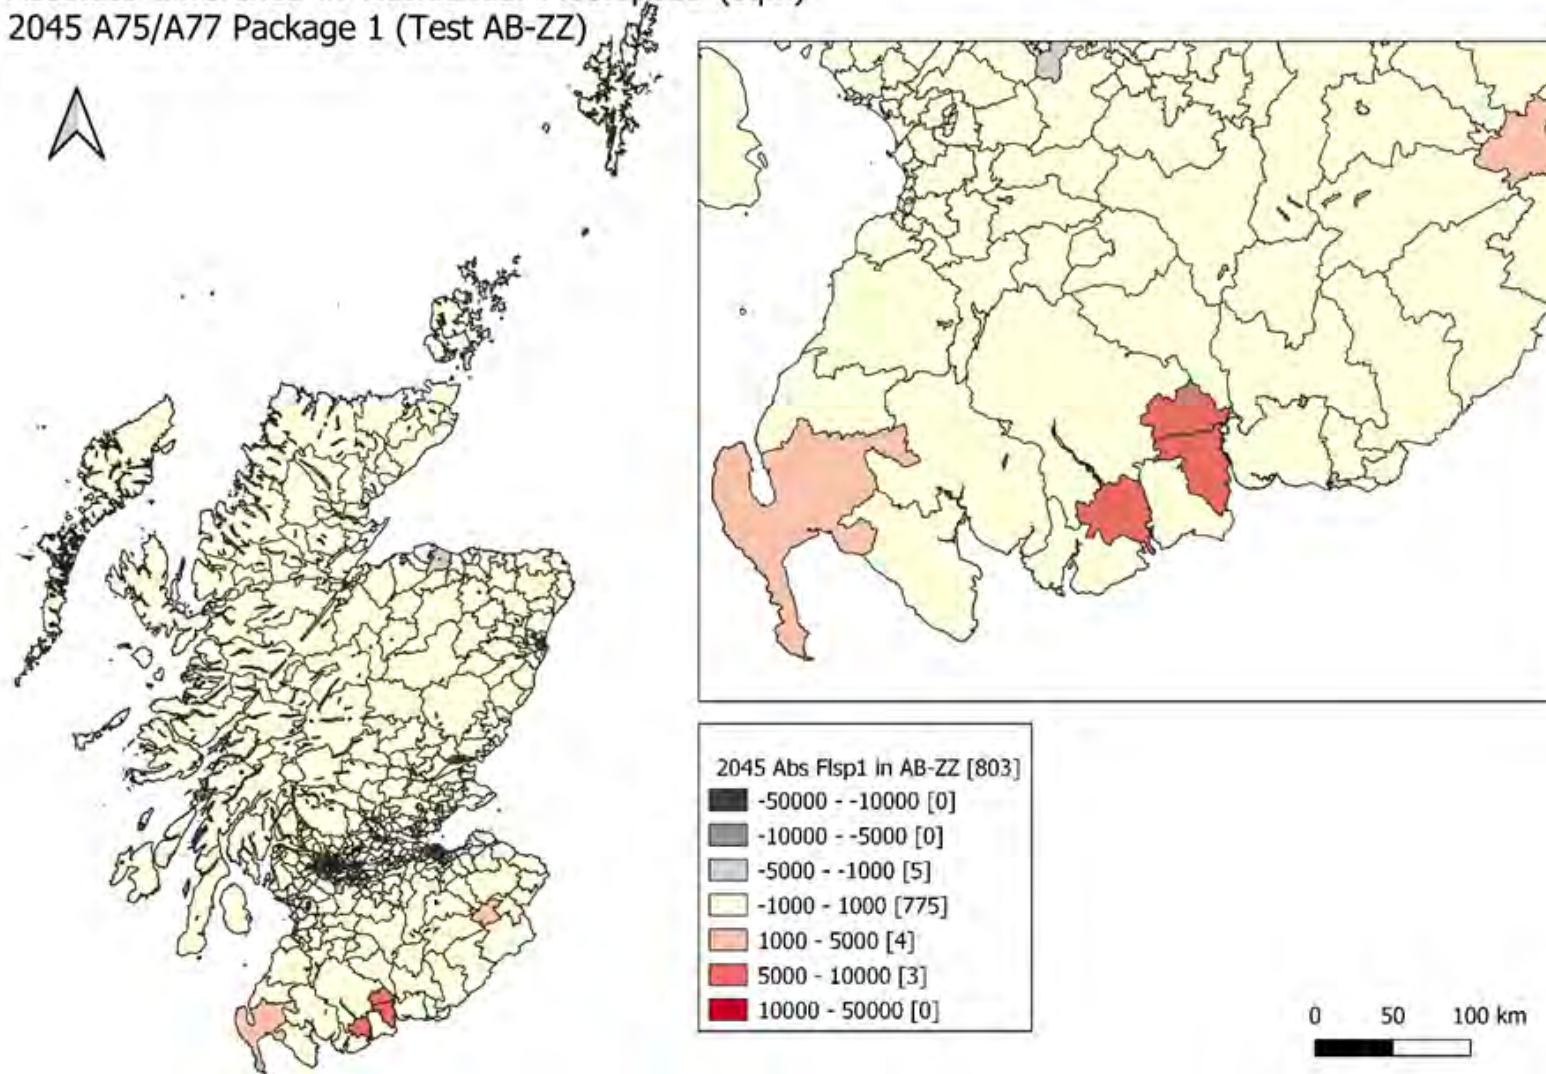 2045 A75/A77 Package 1 (Test AB-ZZ)
2045 Abs Flsp1 in AB-ZZ [803]
-50000 - -10000 [0]
-10000 - -5000 [0]
-5000 - -1000 [5]
-1000 - 1000 [775]
1000 - 5000 [4]
5000 - 10000 [3]
10000 - 50000 [0]
0 50 100 km